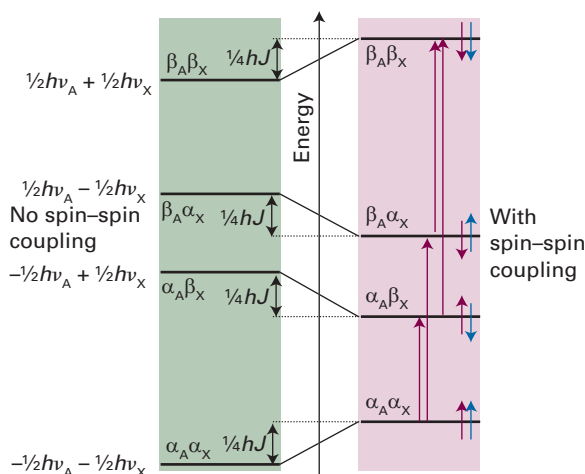 Energy
β_Aβ_X
¼hJ
½hν_A + ½hν_X
β_Aβ_X
½hν_A − ½hν_X
β_Aα_X
¼hJ
No spin–spin
coupling
β_Aα_X
With
spin–spin
coupling
−½hν_A + ½hν_X
α_Aβ_X
¼hJ
α_Aβ_X
α_Aα_X
¼hJ
α_Aα_X
−½hν_A − ½hν_X